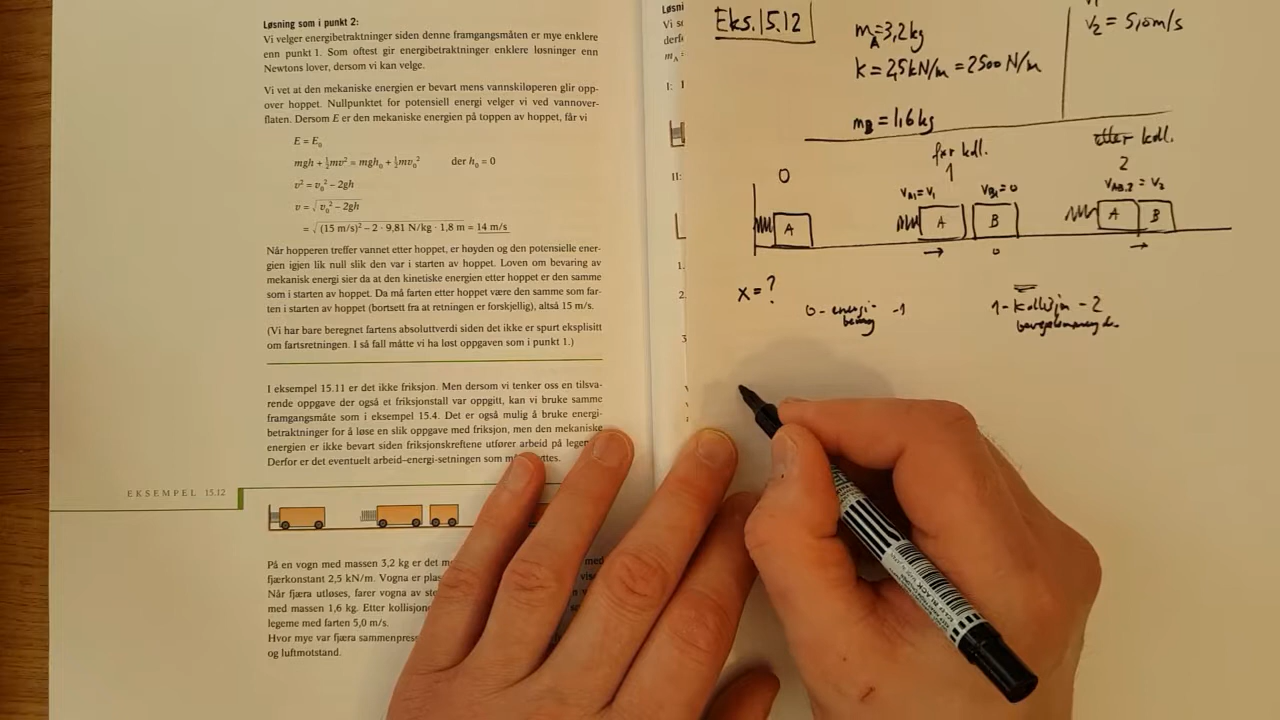 Løsning som i punkt 2:
Vi velger energibetraktninger siden denne framgangsmåten er mye enklere
enn punkt 1. Som oftest gir energibetraktninger enklere løsninger enn
Newtons lover, dersom vi kan velge.
Vi vet at den mekaniske energien er bevart mens vannskiløperen glir opp-
over hoppet. Nullpunktet for potensiell energi velger vi ved vannover-
flaten. Dersom E er den mekaniske energien på toppen av hoppet, får vi
E = E₀
mgh + ½mv² = mgh₀ + ½mv₀² der h₀ = 0
v² = v₀² − 2gh
v = √(v₀² − 2gh)
= √((15 m/s)² − 2 · 9,81 N/kg · 1,8 m) = 14 m/s
Når hopperen treffer vannet etter hoppet, er høyden og den potensielle ener-
gien igjen lik null slik den var i starten av hoppet. Loven om bevaring av
mekanisk energi sier da at den kinetiske energien etter hoppet er den samme
som i starten av hoppet. Da må farten etter hoppet være den samme som far-
ten i starten av hoppet (bortsett fra at retningen er forskjellig), altså 15 m/s.
(Vi har bare beregnet fartens absoluttverdi siden det ikke er spurt eksplisitt
om fartsretningen. I så fall måtte vi ha løst oppgaven som i punkt 1.)
I eksempel 15.11 er det ikke friksjon. Men dersom vi tenker oss en tilsva-
rende oppgave der også et friksjonstall var oppgitt, kan vi bruke samme
framgangsmåte som i eksempel 15.4. Det er også mulig å bruke energi-
betraktninger for å løse en slik oppgave med friksjon, men den mekaniske
energien er ikke bevart siden friksjonskreftene utfører arbeid på
Derfor er det eventuelt arbeid–energi-setningen som
EKSEMPEL 15.12
På en vogn med massen 3,2 kg er det
fjærkonstant 2,5 kN/m. Vogna er
Når fjæra utløses, farer vogna av
med massen 1,6 kg. Etter
legeme med farten 5,0 m/s.
Hvor mye var fjæra
og luftmotstand.
Løsni
Vi
I:
II:
1.
2.
3
Eks. 15.12
m_A = 3,2 kg
k = 2,5 kN/m = 2500 N/m
m_B = 1,6 kg
v₂ = 5,0 m/s
før koll.
etter koll.
0
1
2
v_A1 = v₁ v_B1 = 0
v_AB,2 = v₂
A
A B
A B
→ 0 →
x = ?
0 - energi- - 1
1 - kollisjon - 2